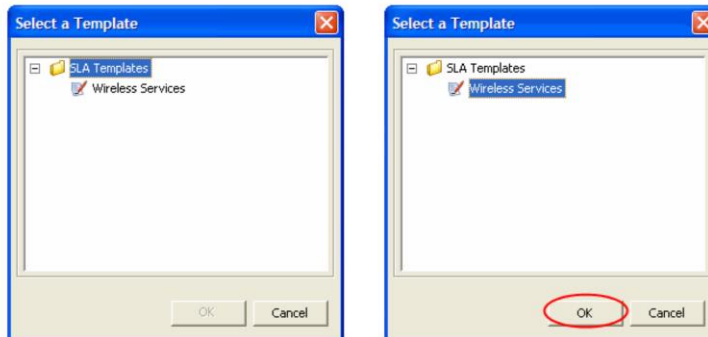 Select a Template
SLA Templates
Wireless Services
OK
Cancel
Select a Template
SLA Templates
Wireless Services
OK
Cancel